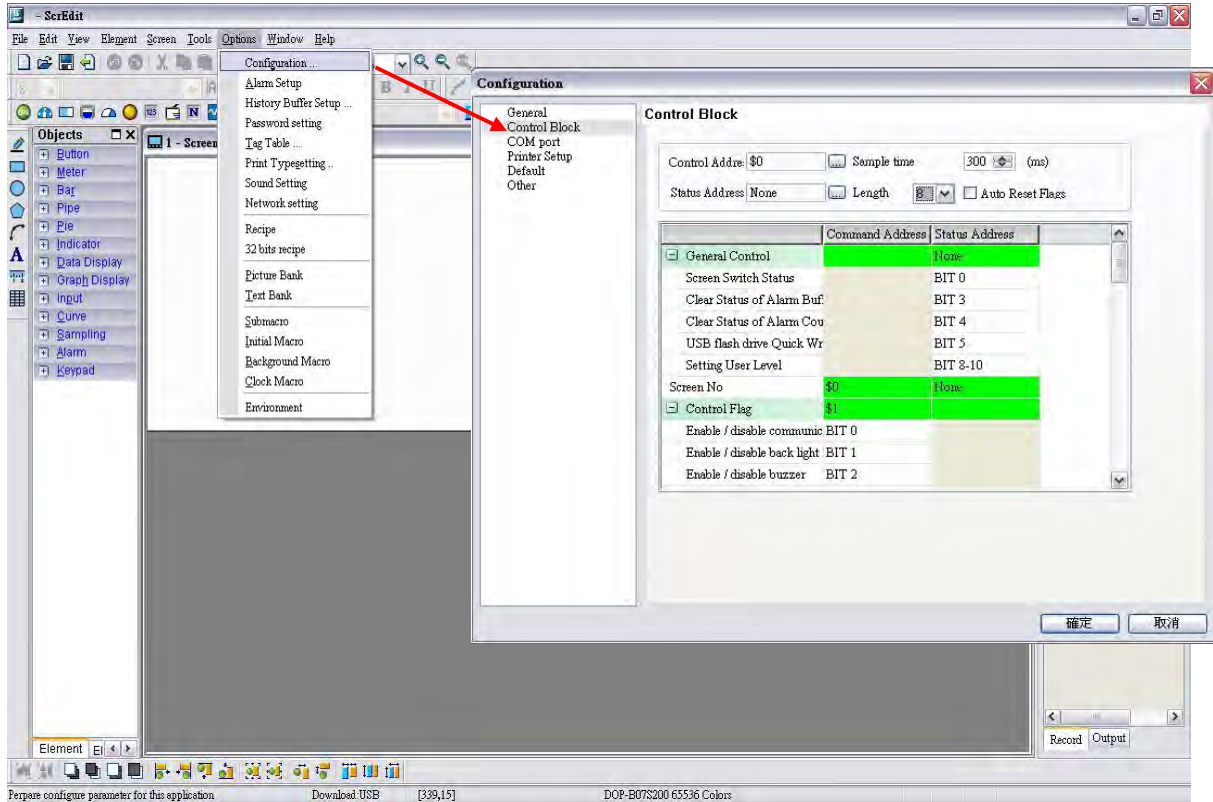 - ScrEdit
File Edit View Element Screen Tools Options Window Help
Configuration ...
Alarm Setup
History Buffer Setup ...
Password setting
Tag Table ...
Print Typesetting ..
Sound Setting
Network setting
Recipe
32 bits recipe
Picture Bank
Text Bank
Submacro
Initial Macro
Background Macro
Clock Macro
Environment
Objects
Button
Meter
Bar
Pipe
Pie
Indicator
Data Display
Graph Display
Input
Curve
Sampling
Alarm
Keypad
1 - Screen
Configuration
General
Control Block
COM port
Printer Setup
Default
Other
Control Block
Control Addre: $0 ... Sample time 300 (ms)
Status Address None ... Length 8 Auto Reset Flags
Command Address Status Address
General Control None
Screen Switch Status BIT 0
Clear Status of Alarm Buf: BIT 3
Clear Status of Alarm Cou BIT 4
USB flash drive Quick Wr BIT 5
Setting User Level BIT 8-10
Screen No $0 None
Control Flag $1
Enable / disable communic BIT 0
Enable / disable back light BIT 1
Enable / disable buzzer BIT 2
確定 取消
Element El
Record Output
Perpare configure parameter for this application Download:USB [339,15] DOP-B07S200 65536 Colors